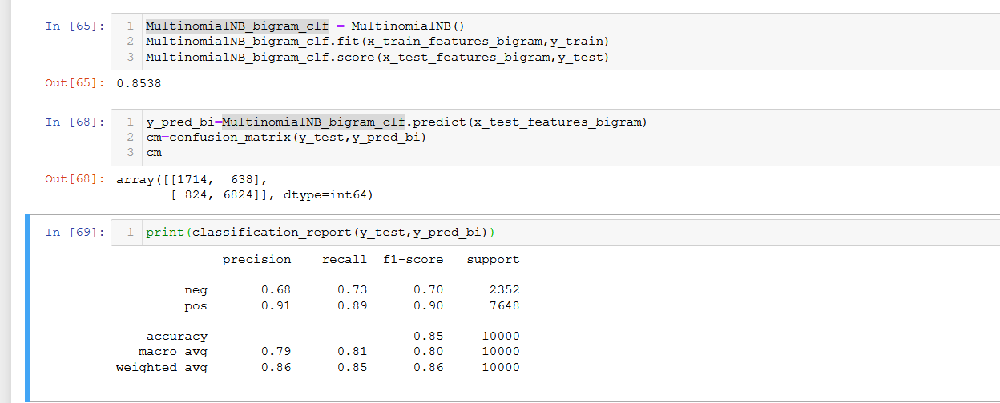 In [65]: 1 MultinomialNB_bigram_clf = MultinomialNB()
2 MultinomialNB_bigram_clf.fit(x_train_features_bigram,y_train)
3 MultinomialNB_bigram_clf.score(x_test_features_bigram,y_test)
Out[65]: 0.8538
In [68]: 1 y_pred_bi=MultinomialNB_bigram_clf.predict(x_test_features_bigram)
2 cm=confusion_matrix(y_test,y_pred_bi)
3 cm
Out[68]: array([[1714, 638],
[ 824, 6824]], dtype=int64)
In [69]: 1 print(classification_report(y_test,y_pred_bi))
precision recall f1-score support
neg 0.68 0.73 0.70 2352
pos 0.91 0.89 0.90 7648
accuracy 0.85 10000
macro avg 0.79 0.81 0.80 10000
weighted avg 0.86 0.85 0.86 10000